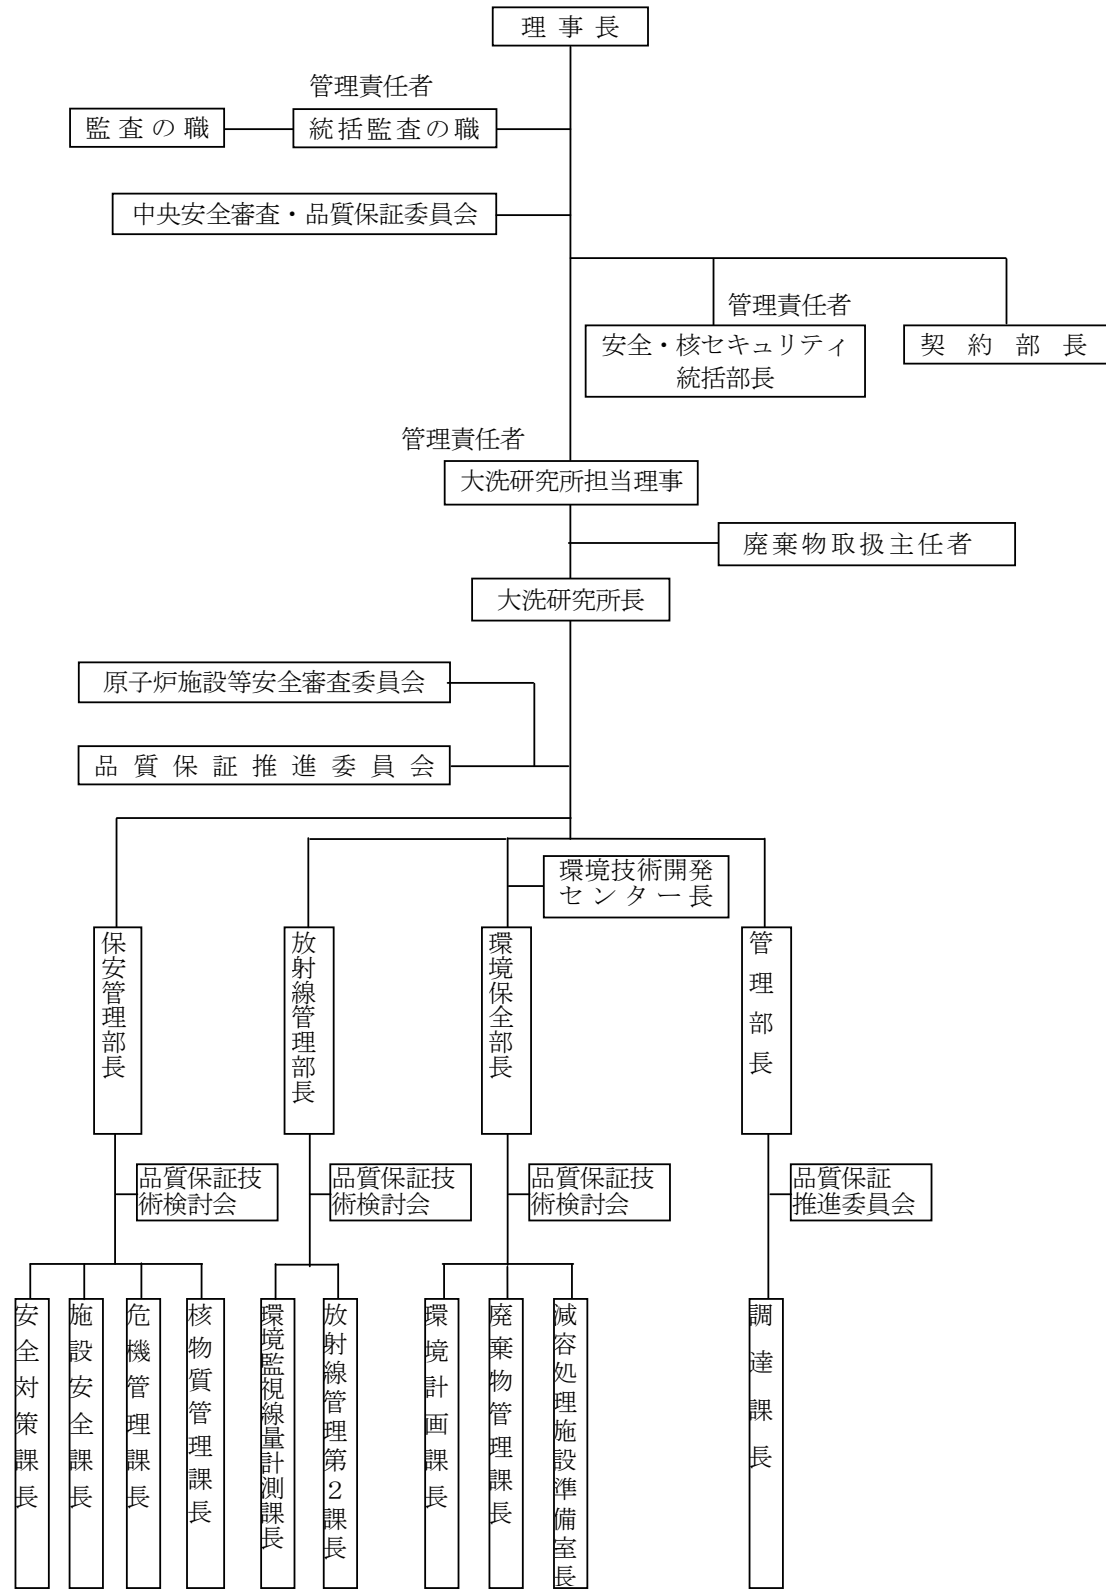 理事長
管理責任者
監査の職
統括監査の職
中央安全審査・品質保証委員会
管理責任者
安全・核セキュリティ
統括部長
契約部長
管理責任者
大洗研究所担当理事
廃棄物取扱主任者
大洗研究所長
原子炉施設等安全審査委員会
品質保証推進委員会
環境技術開発
センター長
保安管理部長
放射線管理部長
環境保全部長
管理部長
品質保証技
術検討会
品質保証技
術検討会
品質保証技
術検討会
品質保証
推進委員会
安全対策課長
施設安全課長
危機管理課長
核物質管理課長
環境監視線量計測課長
放射線管理第2課長
環境計画課長
廃棄物管理課長
減容処理施設準備室長
調達課長